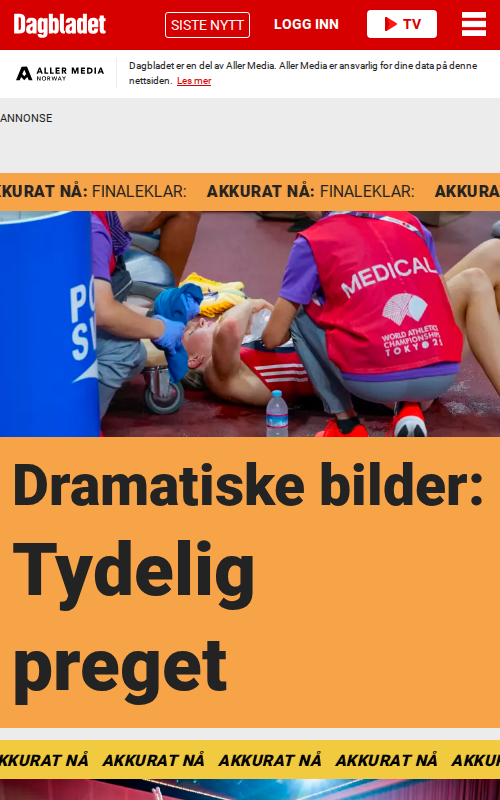 Dagbladet
SISTE NYTT
LOGG INN
TV
ALLER MEDIA
NORWAY
Dagbladet er en del av Aller Media. Aller Media er ansvarlig for dine data på denne
nettsiden. Les mer
ANNONSE
AKKURAT NÅ: FINALEKLAR: AKKURAT NÅ: FINALEKLAR: AKKURA
MEDICAL
WORLD ATHLETICS
CHAMPIONSHIPS
TOKYO 25
Dramatiske bilder:
Tydelig
preget
AKKURAT NÅ AKKURAT NÅ AKKURAT NÅ AKKURAT NÅ AKKU